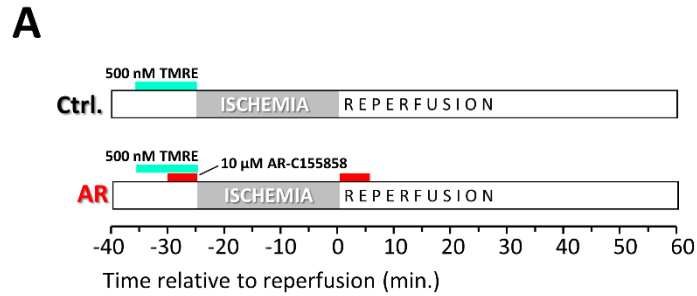 A
500 nM TMRE
Ctrl. ISCHEMIA REPERFUSION
500 nM TMRE 10 µM AR-C155858
AR ISCHEMIA REPERFUSION
-40 -30 -20 -10 0 10 20 30 40 50 60
Time relative to reperfusion (min.)